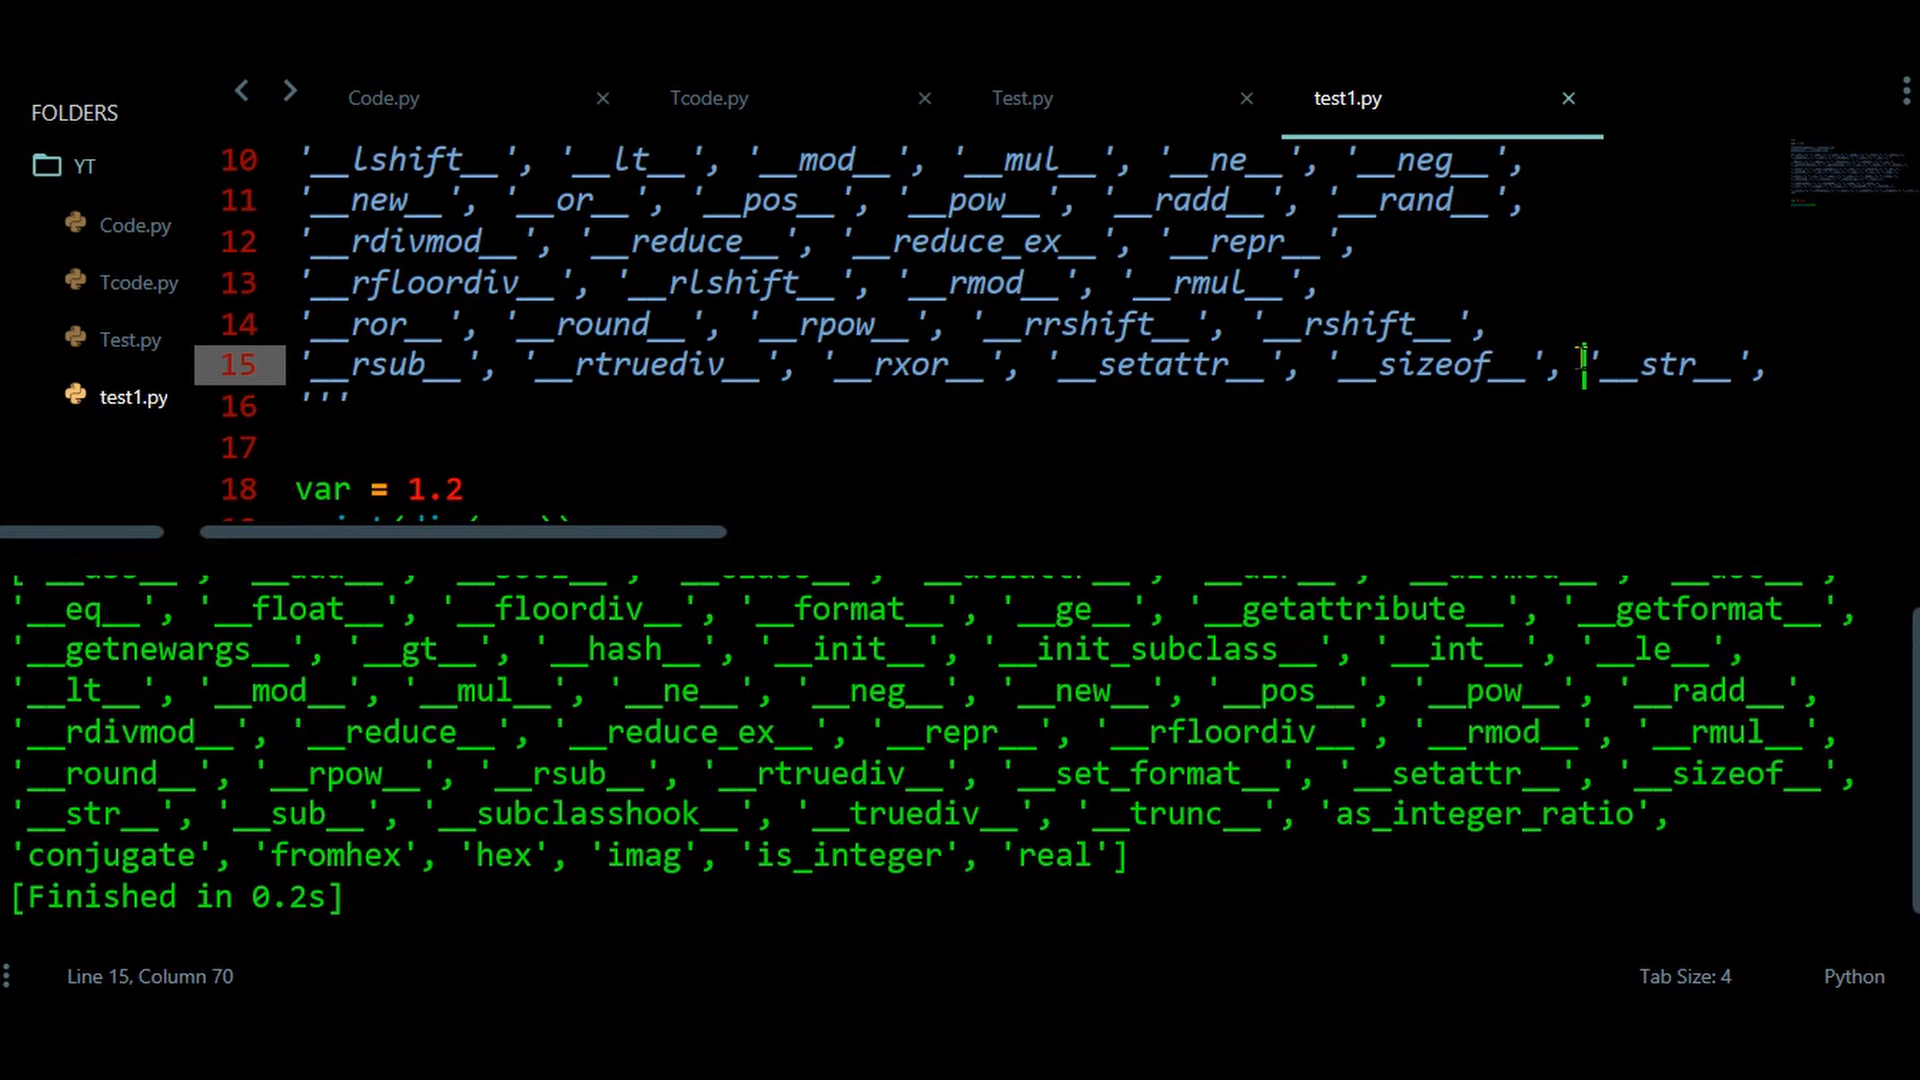 Code.py × Tcode.py × Test.py × test1.py ×
FOLDERS
YT
Code.py
Tcode.py
Test.py
test1.py
10 '__lshift__', '__lt__', '__mod__', '__mul__', '__ne__', '__neg__',
11 '__new__', '__or__', '__pos__', '__pow__', '__radd__', '__rand__',
12 '__rdivmod__', '__reduce__', '__reduce_ex__', '__repr__',
13 '__rfloordiv__', '__rlshift__', '__rmod__', '__rmul__',
14 '__ror__', '__round__', '__rpow__', '__rrshift__', '__rshift__',
15 '__rsub__', '__rtruediv__', '__rxor__', '__setattr__', '__sizeof__', '__str__',
16 '''
17
18 var = 1.2
'__eq__', '__float__', '__floordiv__', '__format__', '__ge__', '__getattribute__', '__getformat__',
'__getnewargs__', '__gt__', '__hash__', '__init__', '__init_subclass__', '__int__', '__le__',
'__lt__', '__mod__', '__mul__', '__ne__', '__neg__', '__new__', '__pos__', '__pow__', '__radd__',
'__rdivmod__', '__reduce__', '__reduce_ex__', '__repr__', '__rfloordiv__', '__rmod__', '__rmul__',
'__round__', '__rpow__', '__rsub__', '__rtruediv__', '__set_format__', '__setattr__', '__sizeof__',
'__str__', '__sub__', '__subclasshook__', '__truediv__', '__trunc__', 'as_integer_ratio',
'conjugate', 'fromhex', 'hex', 'imag', 'is_integer', 'real']
[Finished in 0.2s]
Line 15, Column 70
Tab Size: 4
Python